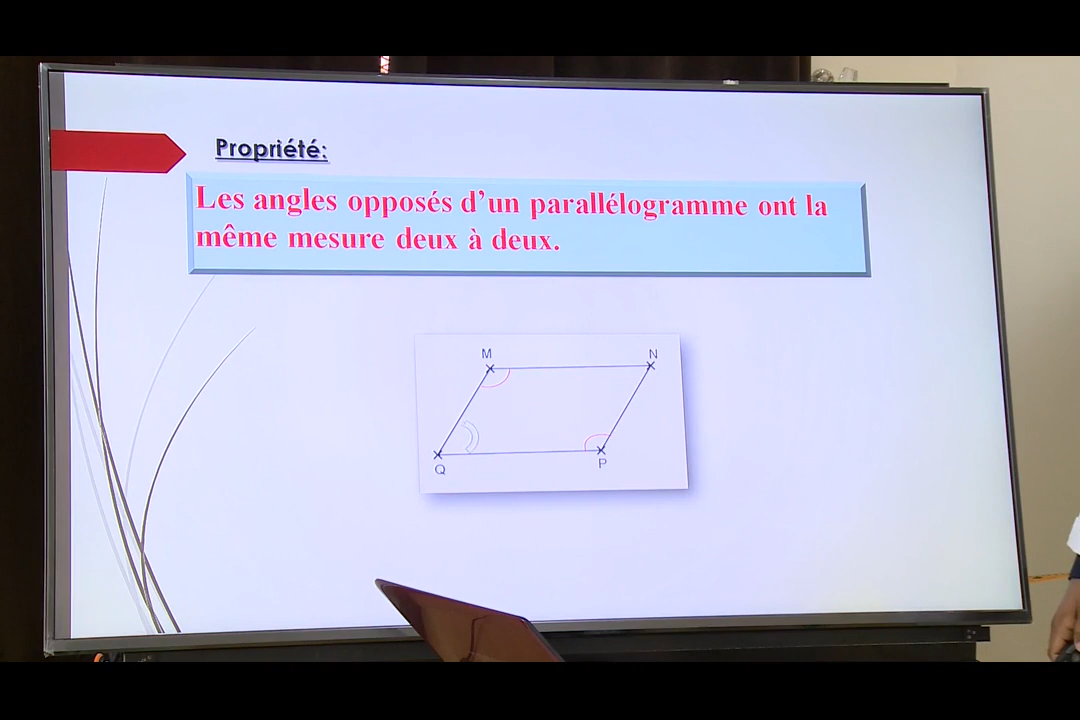 Propriété:
Les angles opposés d’un parallélogramme ont la
même mesure deux à deux.
M N
Q P